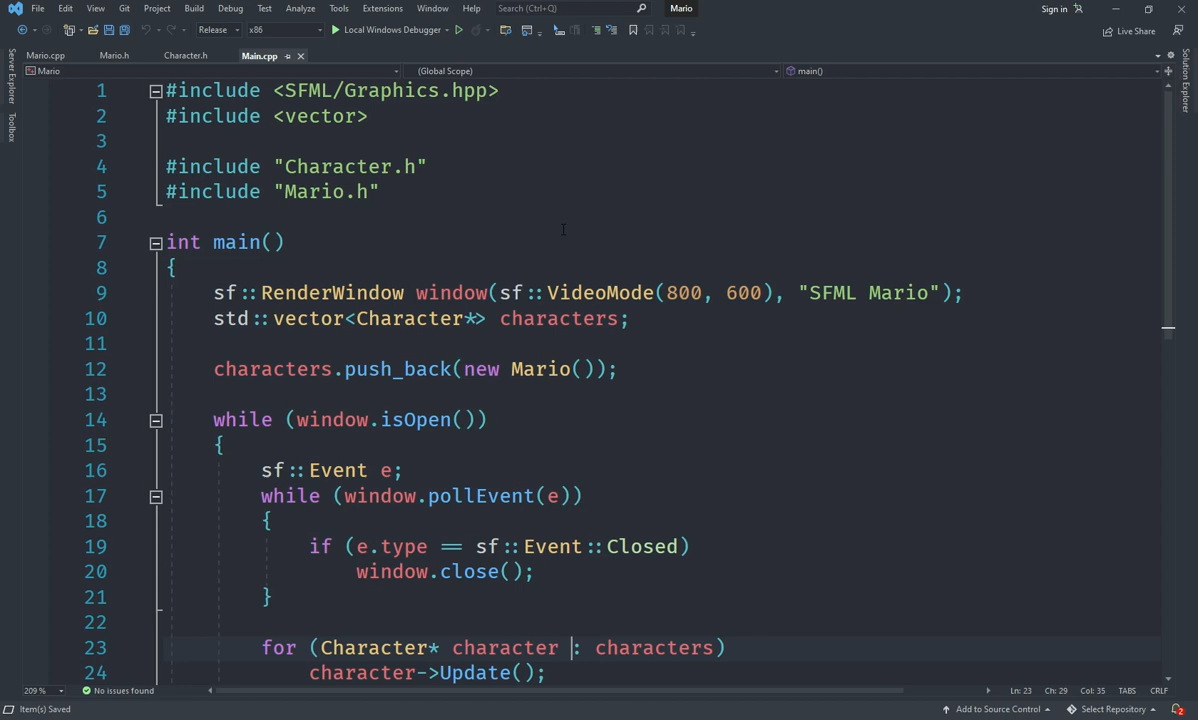 File Edit View Git Project Build Debug Test Analyze Tools Extensions Window Help Search (Ctrl+Q) Mario Sign in
Release x86 Local Windows Debugger Live Share
Mario.cpp Mario.h Character.h Main.cpp
Mario (Global Scope) main()
Server Explorer
Toolbox
Solution Explorer
1 #include <SFML/Graphics.hpp>
2 #include <vector>
3
4 #include "Character.h"
5 #include "Mario.h"
6
7 int main()
8 {
9 sf::RenderWindow window(sf::VideoMode(800, 600), "SFML Mario");
10 std::vector<Character*> characters;
11
12 characters.push_back(new Mario());
13
14 while (window.isOpen())
15 {
16 sf::Event e;
17 while (window.pollEvent(e))
18 {
19 if (e.type == sf::Event::Closed)
20 window.close();
21 }
22
23 for (Character* character : characters)
24 character->Update();
209 % No issues found Ln: 23 Ch: 29 Col: 35 TABS CRLF
Item(s) Saved Add to Source Control Select Repository 2